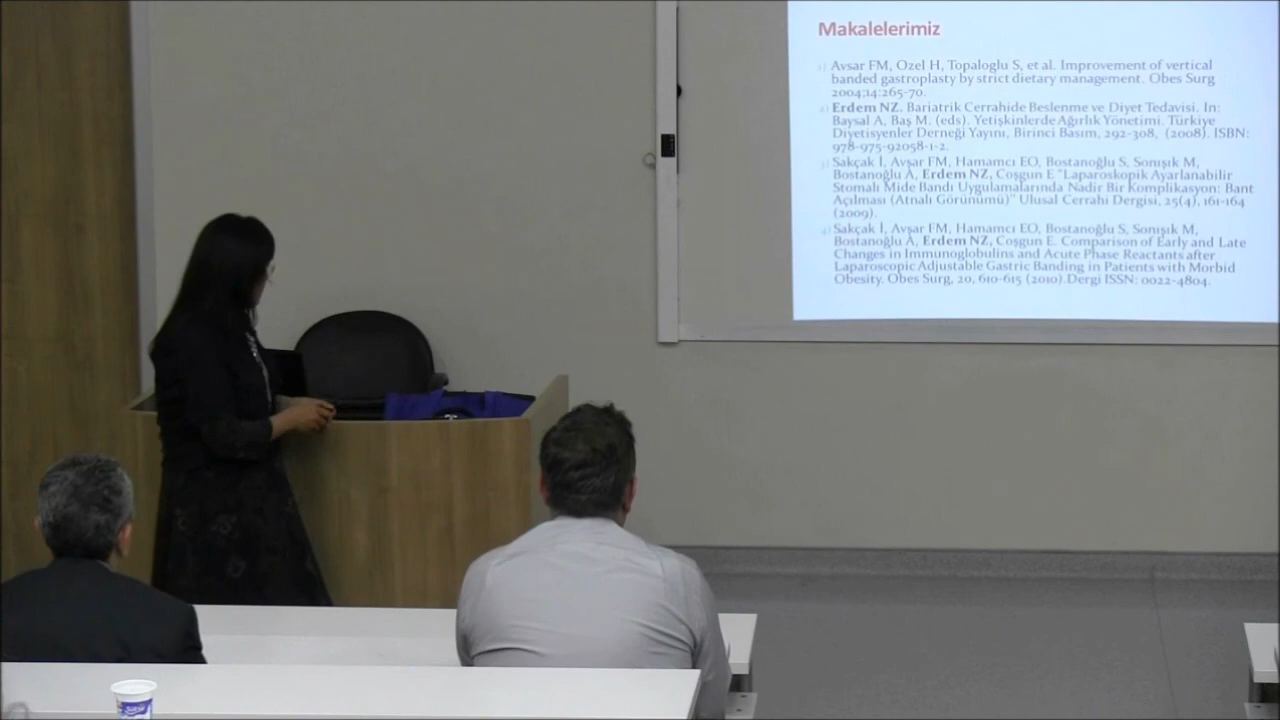 Makalelerimiz
1) Avsar FM, Ozel H, Topaloglu S, et al. Improvement of vertical
banded gastroplasty by strict dietary management. Obes Surg
2004;14:265-70.
2) Erdem NZ. Bariatrik Cerrahide Beslenme ve Diyet Tedavisi. In:
Baysal A, Baş M. (eds). Yetişkinlerde Ağırlık Yönetimi. Türkiye
Diyetisyenler Derneği Yayını, Birinci Basım, 292-308, (2008). ISBN:
978-975-92058-1-2.
3) Sakçak İ, Avşar FM, Hamamcı EO, Bostanoğlu S, Sonışık M,
Bostanoğlu A, Erdem NZ, Coşgun E "Laparoskopik Ayarlanabilir
Stomalı Mide Bandı Uygulamalarında Nadir Bir Komplikasyon: Bant
Açılması (Atnalı Görünümü)" Ulusal Cerrahi Dergisi, 25(4), 161-164
(2009).
4) Sakçak İ, Avşar FM, Hamamcı EO, Bostanoğlu S, Sonışık M,
Bostanoğlu A, Erdem NZ, Coşgun E. Comparison of Early and Late
Changes in Immunoglobulins and Acute Phase Reactants after
Laparoscopic Adjustable Gastric Banding in Patients with Morbid
Obesity. Obes Surg, 20, 610-615 (2010).Dergi ISSN: 0022-4804.